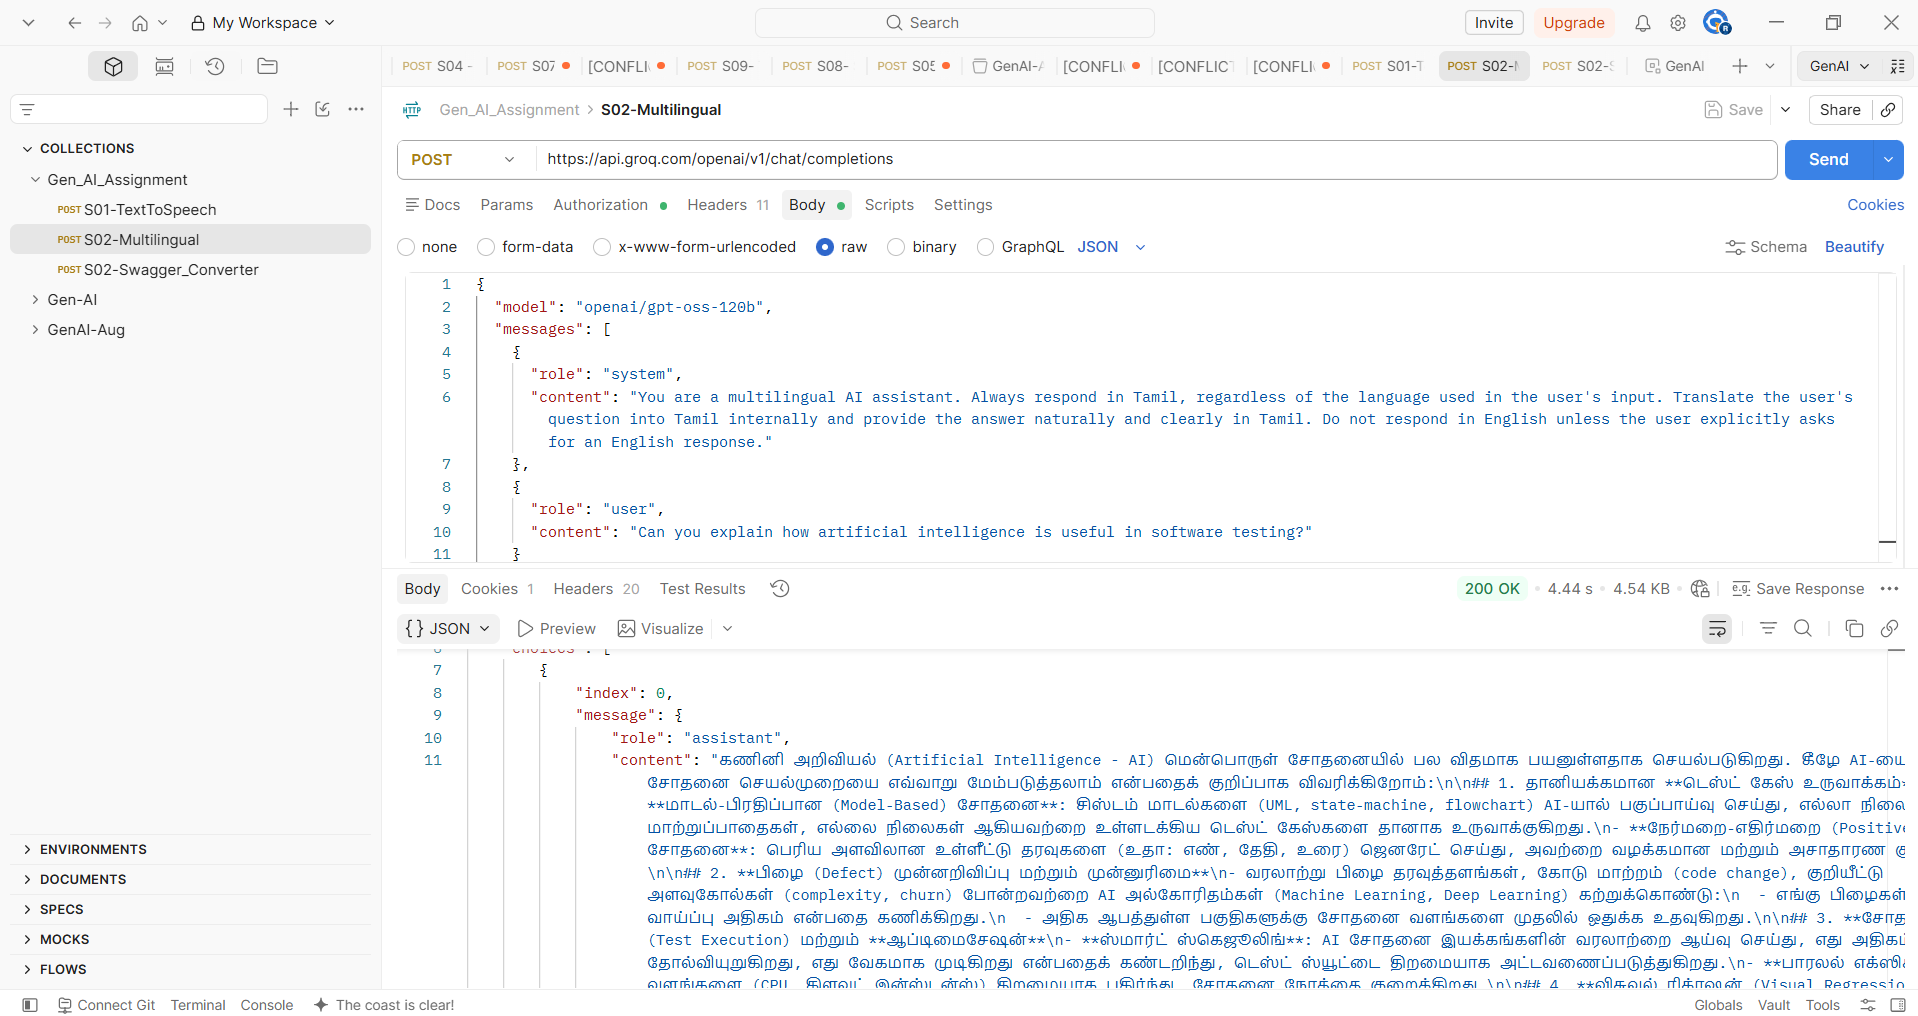 My Workspace
Search
Invite
Upgrade
POST S04 -
POST S07
[CONFLI
POST S09-
POST S08-
POST S05
GenAI-A
[CONFLI
[CONFLICT
[CONFLI
POST S01-T
POST S02-M
POST S02-S
GenAI
GenAI
HTTP Gen_AI_Assignment > S02-Multilingual
Save
Share
COLLECTIONS
Gen_AI_Assignment
POST S01-TextToSpeech
POST S02-Multilingual
POST S02-Swagger_Converter
Gen-AI
GenAI-Aug
ENVIRONMENTS
DOCUMENTS
SPECS
MOCKS
FLOWS
POST https://api.groq.com/openai/v1/chat/completions
Send
Docs Params Authorization Headers 11 Body Scripts Settings
Cookies
none form-data x-www-form-urlencoded raw binary GraphQL JSON
Schema Beautify
1 {
2 "model": "openai/gpt-oss-120b",
3 "messages": [
4 {
5 "role": "system",
6 "content": "You are a multilingual AI assistant. Always respond in Tamil, regardless of the language used in the user's input. Translate the user's
question into Tamil internally and provide the answer naturally and clearly in Tamil. Do not respond in English unless the user explicitly asks
for an English response."
7 },
8 {
9 "role": "user",
10 "content": "Can you explain how artificial intelligence is useful in software testing?"
11 }
Body Cookies 1 Headers 20 Test Results
200 OK • 4.44 s • 4.54 KB
e.g. Save Response
{} JSON Preview Visualize
7 {
8 "index": 0,
9 "message": {
10 "role": "assistant",
11 "content": "கணினி அறிவியல் (Artificial Intelligence - AI) மென்பொருள் சோதனையில் பல விதமாக பயனுள்ளதாக செயல்படுகிறது. கீழே AI-யை
சோதனை செயல்முறையை எவ்வாறு மேம்படுத்தலாம் என்பதைக் குறிப்பாக விவரிக்கிறோம்:\n\n## 1. தானியக்கமான **டெஸ்ட் கேஸ் உருவாக்கம்*
**மாடல்-பிரதிப்பான (Model-Based) சோதனை**: சிஸ்டம் மாடல்களை (UML, state-machine, flowchart) AI-யால் பகுப்பாய்வு செய்து, எல்லா நிலை
மாற்றுப்பாதைகள், எல்லை நிலைகள் ஆகியவற்றை உள்ளடக்கிய டெஸ்ட் கேஸ்களை தானாக உருவாக்குகிறது.\n- **நேர்மறை-எதிர்மறை (Positive
சோதனை**: பெரிய அளவிலான உள்ளீட்டு தரவுகளை (உதா: எண், தேதி, உரை) ஜெனரேட் செய்து, அவற்றை வழக்கமான மற்றும் அசாதாரண கு
\n\n## 2. **பிழை (Defect) முன்னறிவிப்பு மற்றும் முன்னுரிமை**\n- வரலாற்று பிழை தரவுத்தளங்கள், கோடு மாற்றம் (code change), குறியீட்டு
அளவுகோல்கள் (complexity, churn) போன்றவற்றை AI அல்கோரிதம்கள் (Machine Learning, Deep Learning) கற்றுக்கொண்டு:\n - எங்கு பிழைகள்
வாய்ப்பு அதிகம் என்பதை கணிக்கிறது.\n - அதிக ஆபத்துள்ள பகுதிகளுக்கு சோதனை வளங்களை முதலில் ஒதுக்க உதவுகிறது.\n\n## 3. **சோத
(Test Execution) மற்றும் **ஆப்டிமைசேஷன்**\n- **ஸ்மார்ட் ஸ்கெஜூலிங்**: AI சோதனை இயக்கங்களின் வரலாற்றை ஆய்வு செய்து, எது அதிகம்
தோல்வியுறுகிறது, எது வேகமாக முடிகிறது என்பதைக் கண்டறிந்து, டெஸ்ட் ஸ்யூட்டை திறமையாக அட்டவணைப்படுத்துகிறது.\n- **பாரலல் எக்ஸி
Connect Git Terminal Console The coast is clear!
Globals Vault Tools